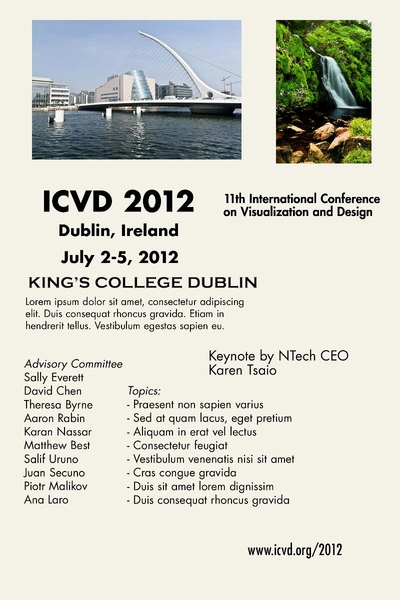 ICVD 2012
Dublin, Ireland
July 2-5, 2012
11th International Conference
on Visualization and Design
KING'S COLLEGE DUBLIN
Lorem ipsum dolor sit amet, consectetur adipiscing
elit. Duis consequat rhoncus gravida. Etiam in
hendrerit tellus. Vestibulum egestas sapien eu.
Keynote by NTech CEO
Karen Tsaio
Advisory Committee
Sally Everett
David Chen
Theresa Byrne
Aaron Rabin
Karan Nassar
Matthew Best
Salif Uruno
Juan Secuno
Piotr Malikov
Ana Laro
Topics:
- Praesent non sapien varius
- Sed at quam lacus, eget pretium
- Aliquam in erat vel lectus
- Consectetur feugiat
- Vestibulum venenatis nisi sit amet
- Cras congue gravida
- Duis sit amet lorem dignissim
- Duis consequat rhoncus gravida
www.icvd.org/2012